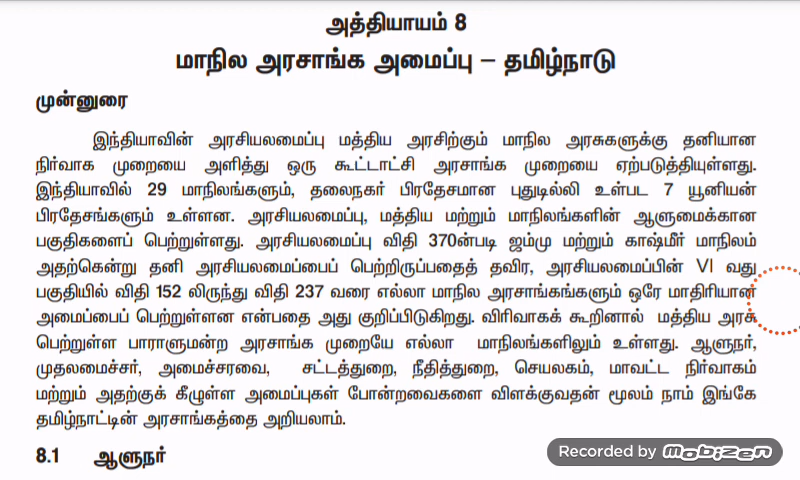 அத்தியாயம் 8
மாநில அரசாங்க அமைப்பு – தமிழ்நாடு
முன்னுரை
இந்தியாவின் அரசியலமைப்பு மத்திய அரசிற்கும் மாநில அரசுகளுக்கு தனியான
நிர்வாக முறையை அளித்து ஒரு கூட்டாட்சி அரசாங்க முறையை ஏற்படுத்தியுள்ளது.
இந்தியாவில் 29 மாநிலங்களும், தலைநகர் பிரதேசமான புதுடில்லி உள்பட 7 யூனியன்
பிரதேசங்களும் உள்ளன. அரசியலமைப்பு, மத்திய மற்றும் மாநிலங்களின் ஆளுமைக்கான
பகுதிகளைப் பெற்றுள்ளது. அரசியலமைப்பு விதி 370ன்படி ஜம்மு மற்றும் காஷ்மீர் மாநிலம்
அதற்கென்று தனி அரசியலமைப்பைப் பெற்றிருப்பதைத் தவிர, அரசியலமைப்பின் VI வது
பகுதியில் விதி 152 லிருந்து விதி 237 வரை எல்லா மாநில அரசாங்கங்களும் ஒரே மாதிரியான
அமைப்பைப் பெற்றுள்ளன என்பதை அது குறிப்பிடுகிறது. விரிவாகக் கூறினால் மத்திய அரசு
பெற்றுள்ள பாராளுமன்ற அரசாங்க முறையே எல்லா மாநிலங்களிலும் உள்ளது. ஆளுநர்,
முதலமைச்சர், அமைச்சரவை, சட்டத்துறை, நீதித்துறை, செயலகம், மாவட்ட நிர்வாகம்
மற்றும் அதற்குக் கீழுள்ள அமைப்புகள் போன்றவைகளை விளக்குவதன் மூலம் நாம் இங்கே
தமிழ்நாட்டின் அரசாங்கத்தை அறியலாம்.
8.1 ஆளுநர்
Recorded by MOBIZEN